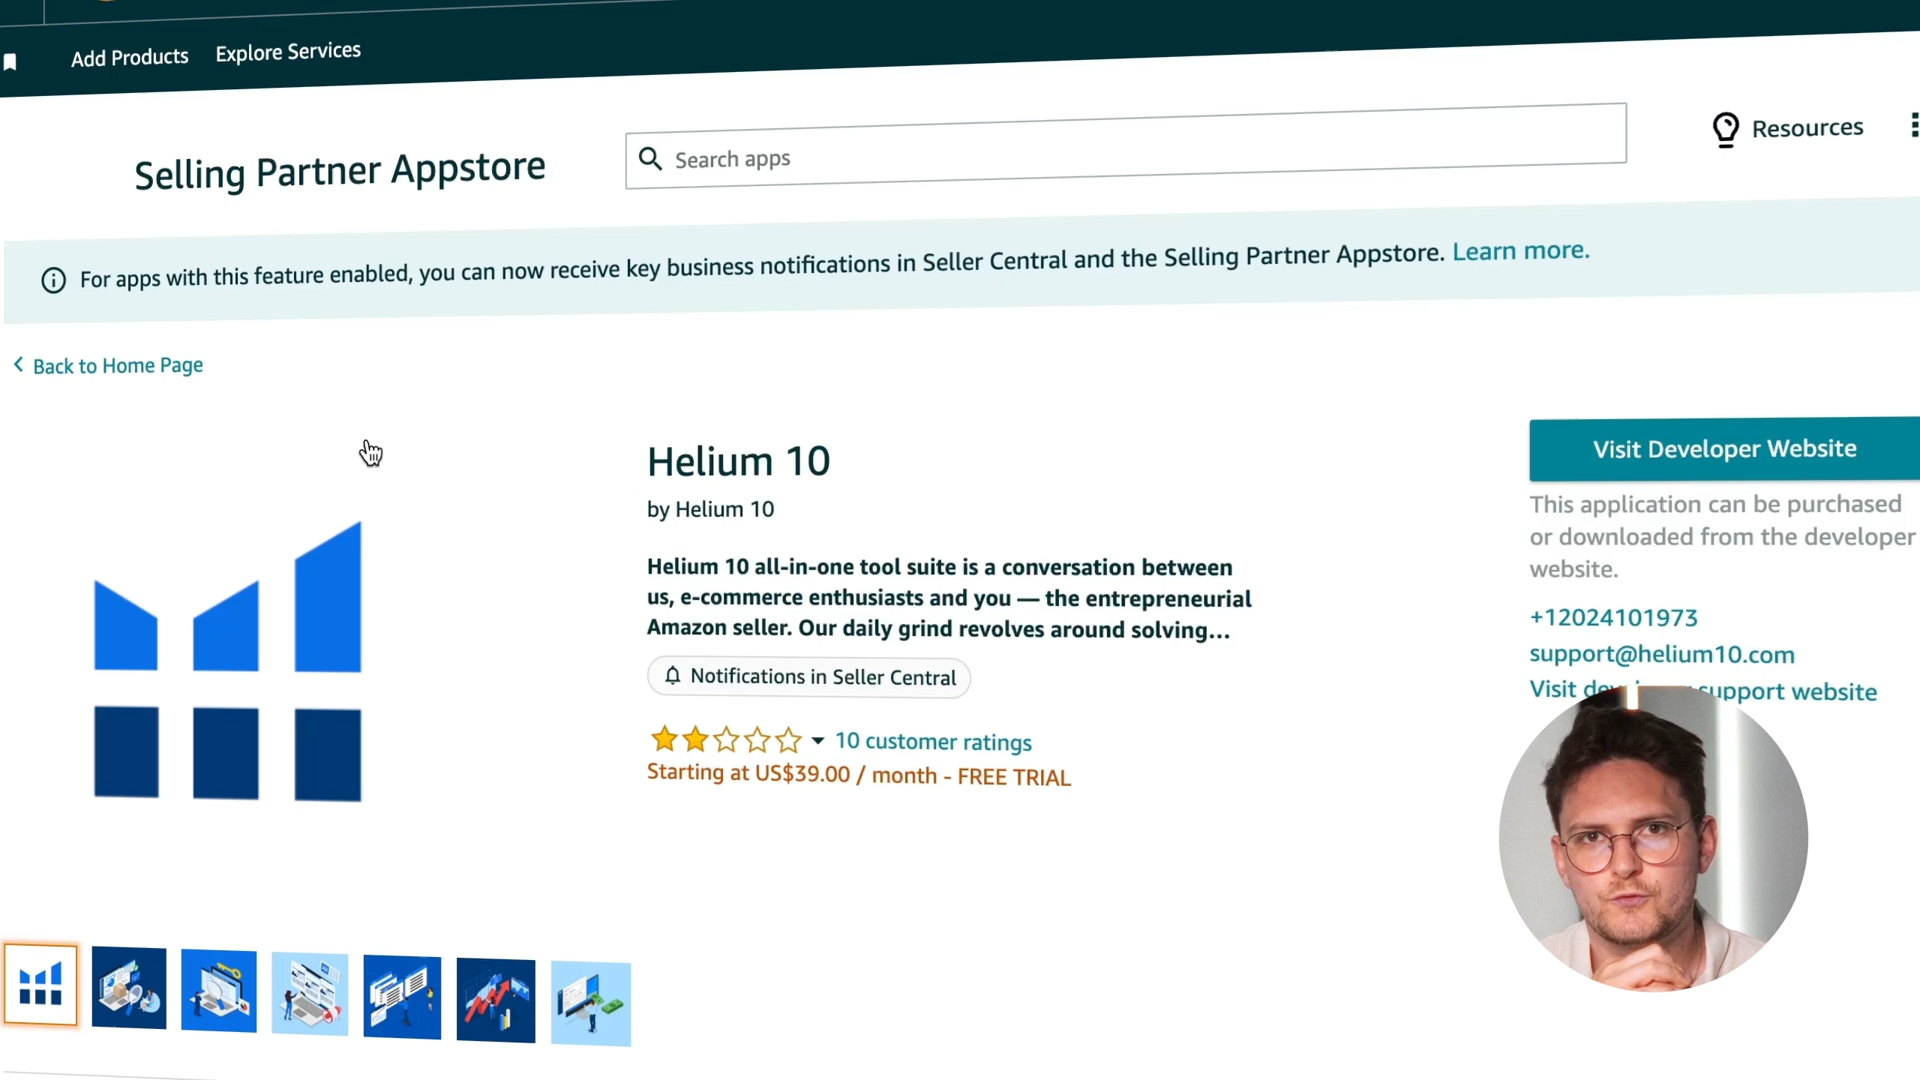 Add Products Explore Services
Selling Partner Appstore
Search apps
Resources
For apps with this feature enabled, you can now receive key business notifications in Seller Central and the Selling Partner Appstore. Learn more.
Back to Home Page
Helium 10
by Helium 10
Helium 10 all-in-one tool suite is a conversation between
us, e-commerce enthusiasts and you — the entrepreneurial
Amazon seller. Our daily grind revolves around solving...
Notifications in Seller Central
10 customer ratings
Starting at US$39.00 / month - FREE TRIAL
Visit Developer Website
This application can be purchased
or downloaded from the developer
website.
+12024101973
support@helium10.com
Visit support website